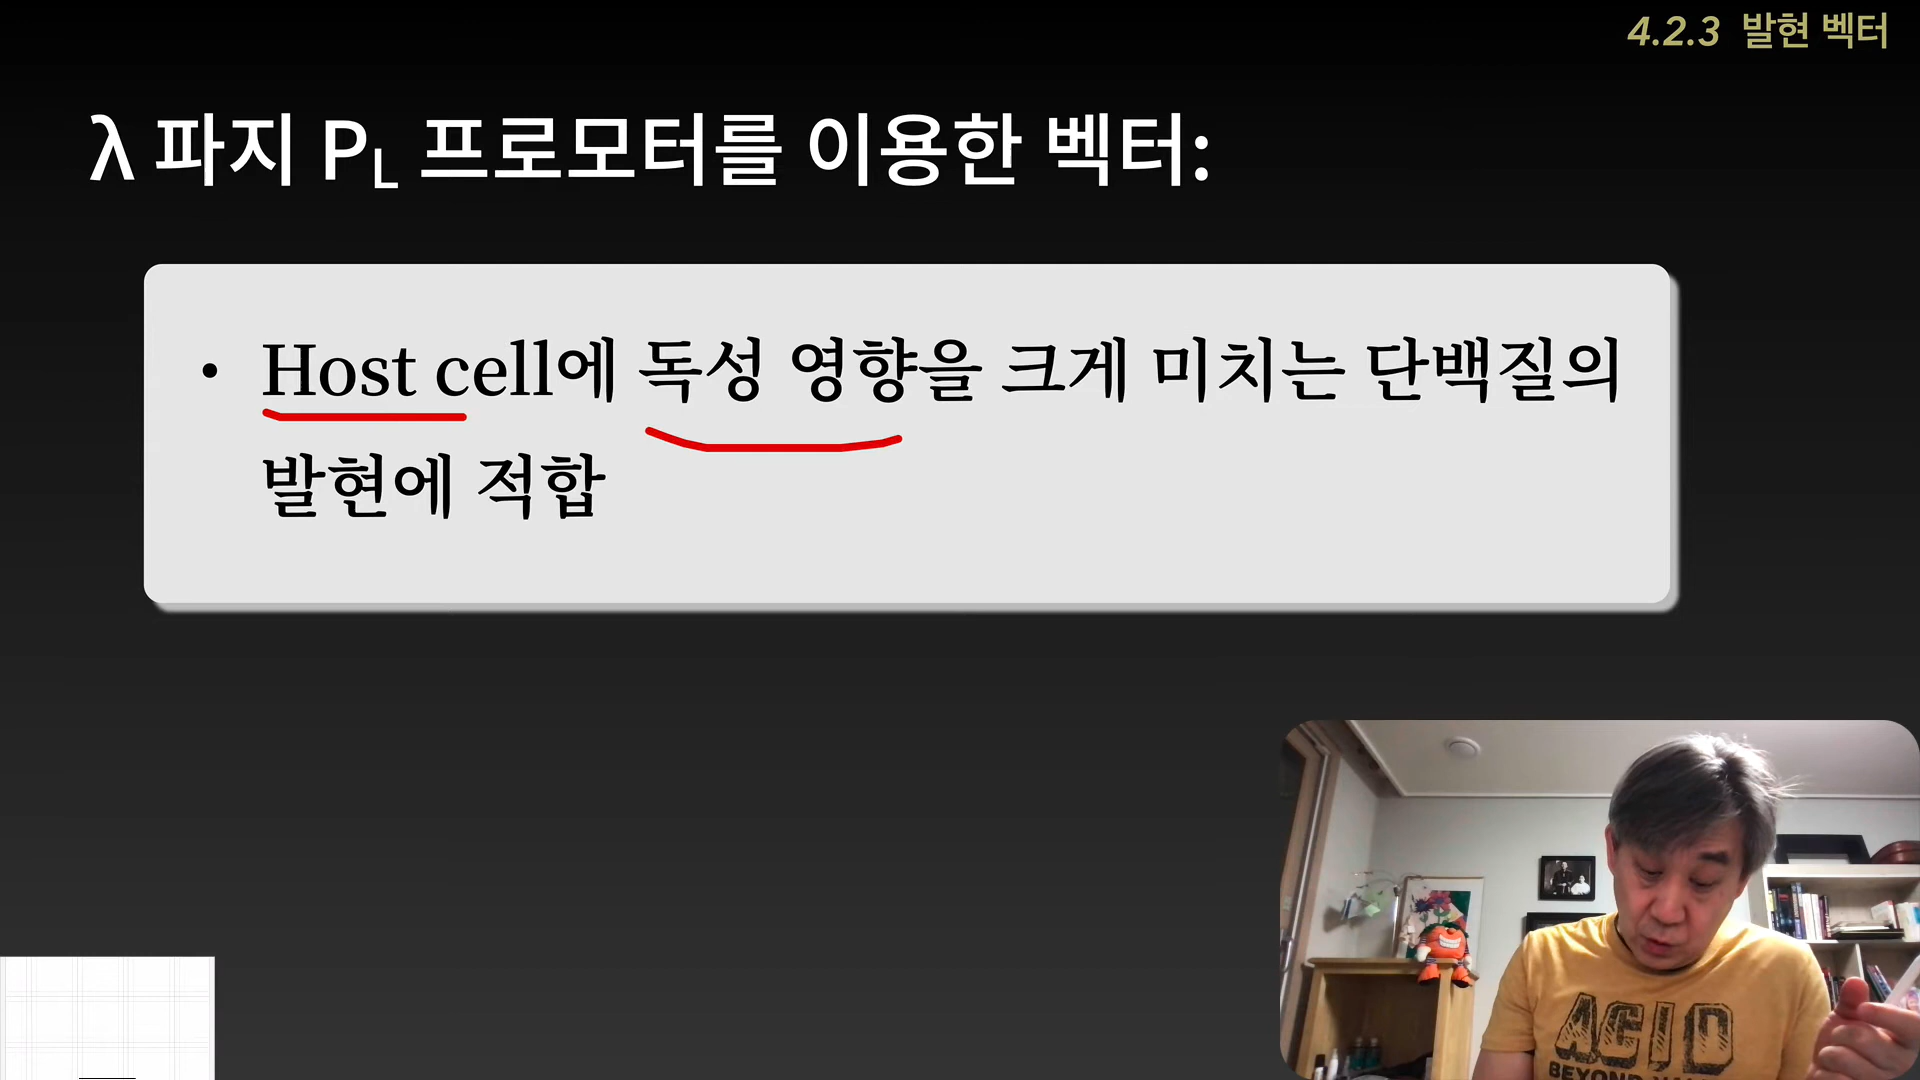 4.2.3 발현 벡터
λ 파지 PL 프로모터를 이용한 벡터:
• Host cell에 독성 영향을 크게 미치는 단백질의
발현에 적합
ACID
BEYOND